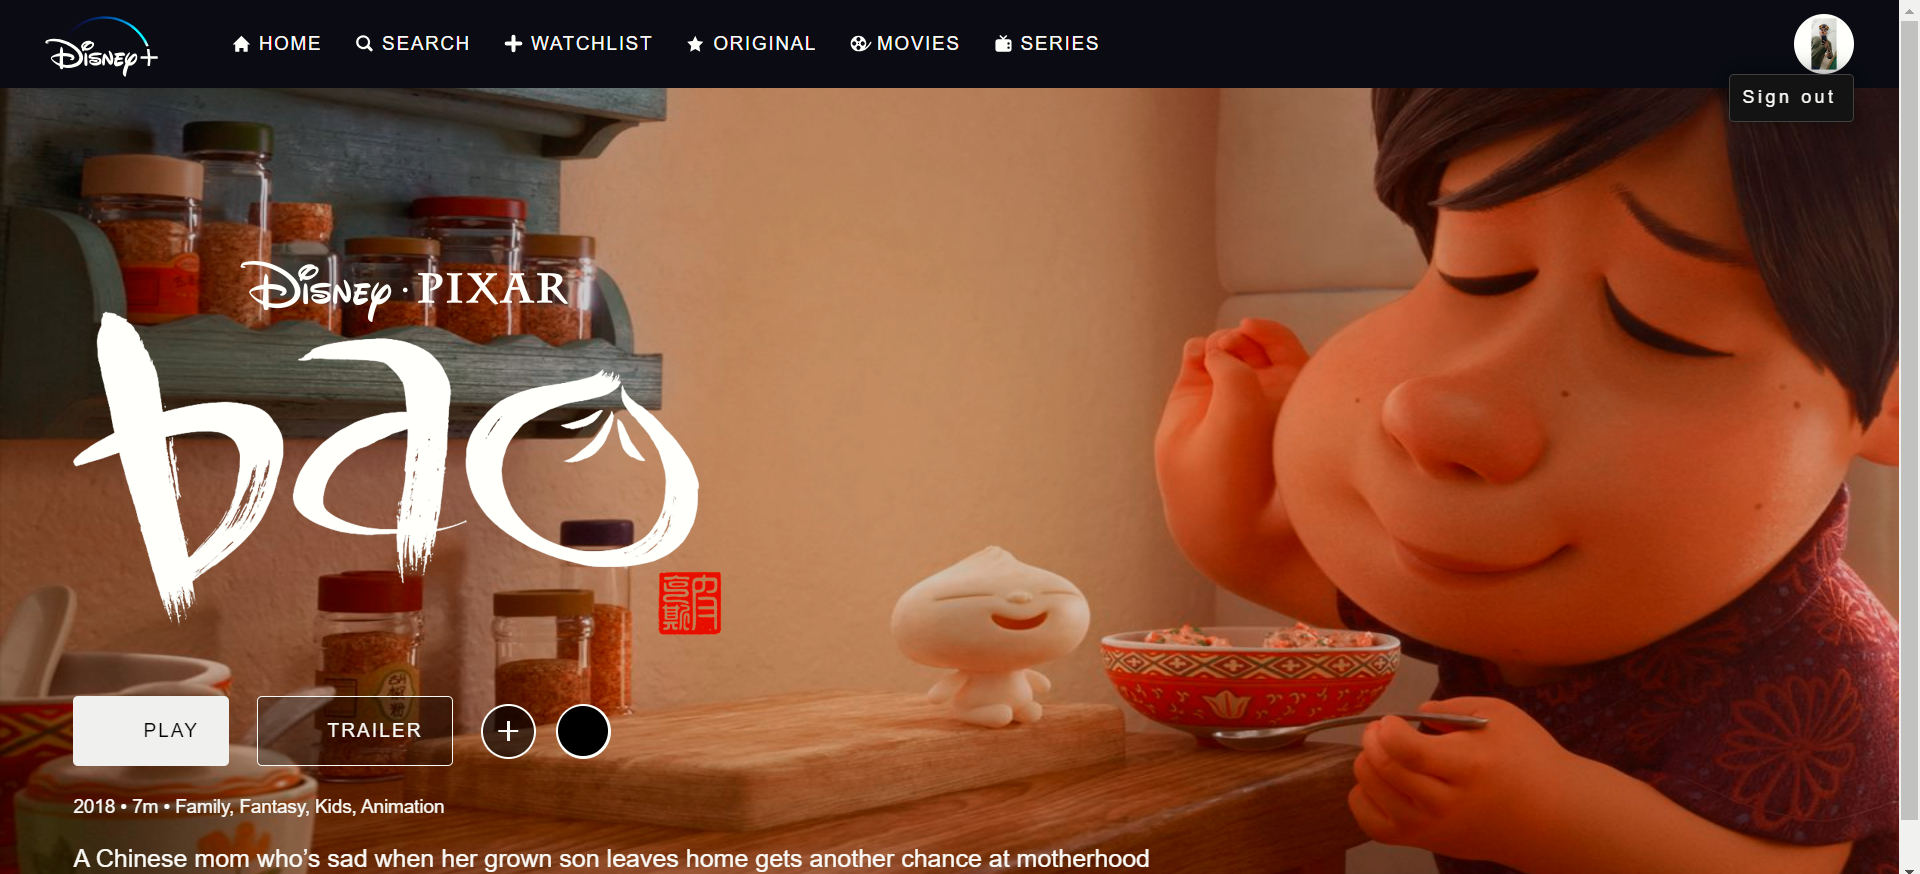 Disney+
HOME
SEARCH
WATCHLIST
ORIGINAL
MOVIES
SERIES
Sign out
Disney · PIXAR
bao
PLAY
TRAILER
2018 • 7m • Family, Fantasy, Kids, Animation
A Chinese mom who’s sad when her grown son leaves home gets another chance at motherhood